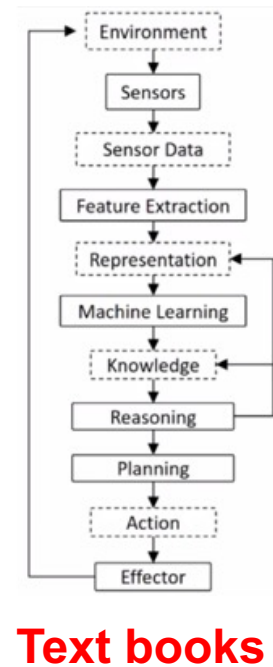 Environment
Sensors
Sensor Data
Feature Extraction
Representation
Machine Learning
Knowledge
Reasoning
Planning
Action
Effector
Text books